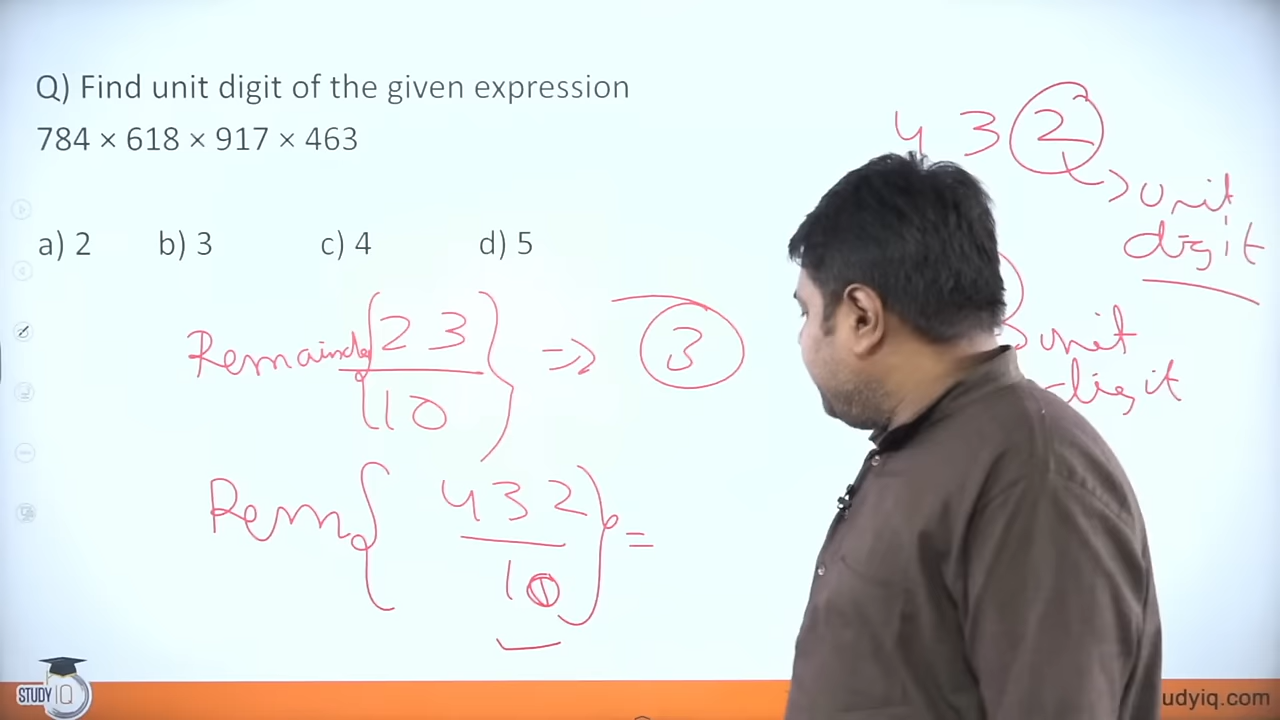 Q) Find unit digit of the given expression
784 × 618 × 917 × 463
a) 2 b) 3 c) 4 d) 5
4 3 2
unit
digit
Remainder { 23
10 } => 3
unit
digit
Rem { 432
10 } =
STUDY IQ
udyiq.com